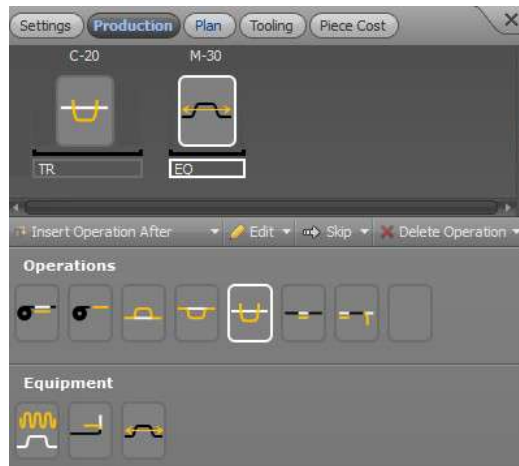 Settings Production Plan Tooling Piece Cost
C-20 M-30
TR EO
Insert Operation After Edit Skip Delete Operation
Operations
Equipment